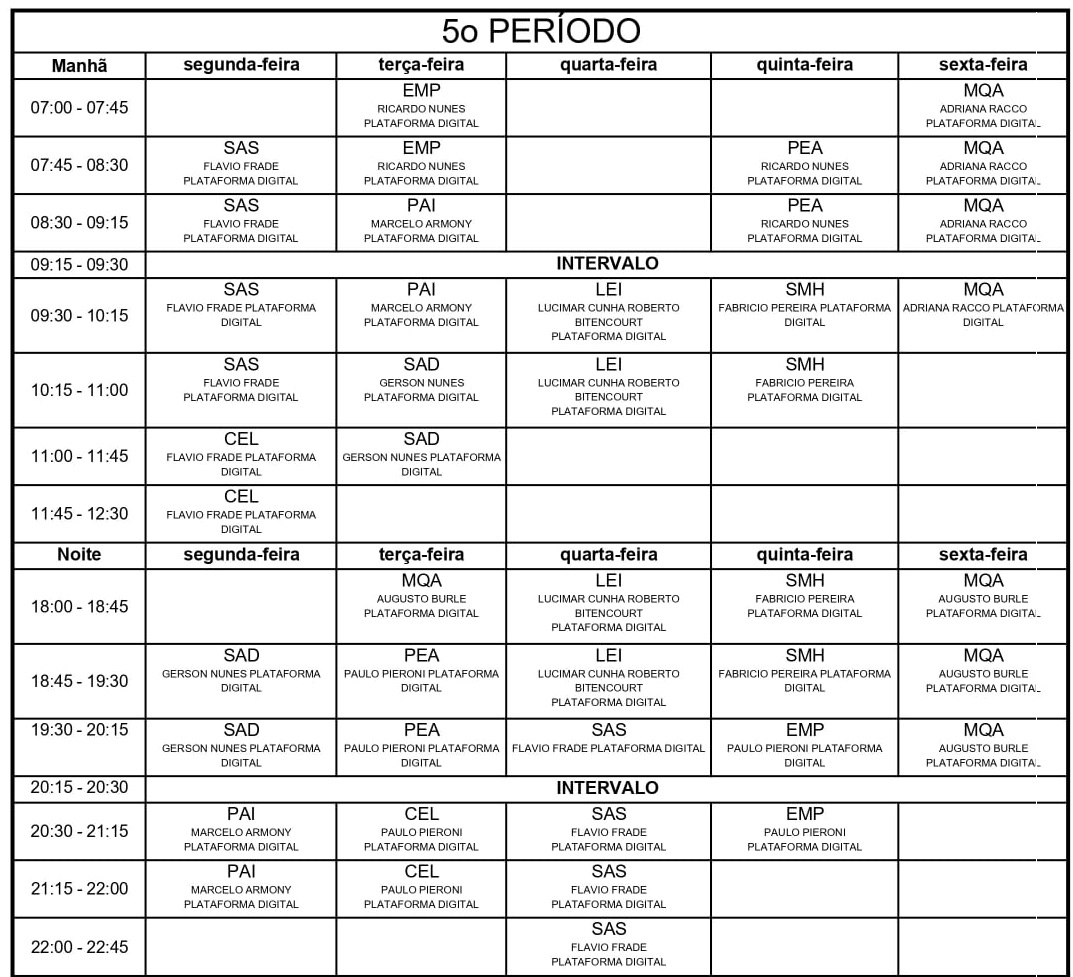 5o PERÍODO
Manhã segunda-feira terça-feira quarta-feira quinta-feira sexta-feira
07:00 - 07:45
EMP
RICARDO NUNES
PLATAFORMA DIGITAL
MQA
ADRIANA RACCO
PLATAFORMA DIGITAL
07:45 - 08:30
SAS
FLAVIO FRADE
PLATAFORMA DIGITAL
EMP
RICARDO NUNES
PLATAFORMA DIGITAL
PEA
RICARDO NUNES
PLATAFORMA DIGITAL
MQA
ADRIANA RACCO
PLATAFORMA DIGITAL
08:30 - 09:15
SAS
FLAVIO FRADE
PLATAFORMA DIGITAL
PAI
MARCELO ARMONY
PLATAFORMA DIGITAL
PEA
RICARDO NUNES
PLATAFORMA DIGITAL
MQA
ADRIANA RACCO
PLATAFORMA DIGITAL
09:15 - 09:30 INTERVALO
09:30 - 10:15
SAS
FLAVIO FRADE PLATAFORMA
DIGITAL
PAI
MARCELO ARMONY
PLATAFORMA DIGITAL
LEI
LUCIMAR CUNHA ROBERTO
BITENCOURT
PLATAFORMA DIGITAL
SMH
FABRICIO PEREIRA PLATAFORMA
DIGITAL
MQA
ADRIANA RACCO PLATAFORMA
DIGITAL
10:15 - 11:00
SAS
FLAVIO FRADE
PLATAFORMA DIGITAL
SAD
GERSON NUNES
PLATAFORMA DIGITAL
LEI
LUCIMAR CUNHA ROBERTO
BITENCOURT
PLATAFORMA DIGITAL
SMH
FABRICIO PEREIRA
PLATAFORMA DIGITAL
11:00 - 11:45
CEL
FLAVIO FRADE PLATAFORMA
DIGITAL
SAD
GERSON NUNES PLATAFORMA
DIGITAL
11:45 - 12:30
CEL
FLAVIO FRADE PLATAFORMA
DIGITAL
Noite segunda-feira terça-feira quarta-feira quinta-feira sexta-feira
18:00 - 18:45
MQA
AUGUSTO BURLE
PLATAFORMA DIGITAL
LEI
LUCIMAR CUNHA ROBERTO
BITENCOURT
PLATAFORMA DIGITAL
SMH
FABRICIO PEREIRA
PLATAFORMA DIGITAL
MQA
AUGUSTO BURLE
PLATAFORMA DIGITAL
18:45 - 19:30
SAD
GERSON NUNES PLATAFORMA
DIGITAL
PEA
PAULO PIERONI PLATAFORMA
DIGITAL
LEI
LUCIMAR CUNHA ROBERTO
BITENCOURT
PLATAFORMA DIGITAL
SMH
FABRICIO PEREIRA PLATAFORMA
DIGITAL
MQA
AUGUSTO BURLE
PLATAFORMA DIGITAL
19:30 - 20:15
SAD
GERSON NUNES PLATAFORMA
DIGITAL
PEA
PAULO PIERONI PLATAFORMA
DIGITAL
SAS
FLAVIO FRADE PLATAFORMA DIGITAL
EMP
PAULO PIERONI PLATAFORMA
DIGITAL
MQA
AUGUSTO BURLE
PLATAFORMA DIGITAL
20:15 - 20:30 INTERVALO
20:30 - 21:15
PAI
MARCELO ARMONY
PLATAFORMA DIGITAL
CEL
PAULO PIERONI
PLATAFORMA DIGITAL
SAS
FLAVIO FRADE
PLATAFORMA DIGITAL
EMP
PAULO PIERONI
PLATAFORMA DIGITAL
21:15 - 22:00
PAI
MARCELO ARMONY
PLATAFORMA DIGITAL
CEL
PAULO PIERONI
PLATAFORMA DIGITAL
SAS
FLAVIO FRADE
PLATAFORMA DIGITAL
22:00 - 22:45
SAS
FLAVIO FRADE
PLATAFORMA DIGITAL